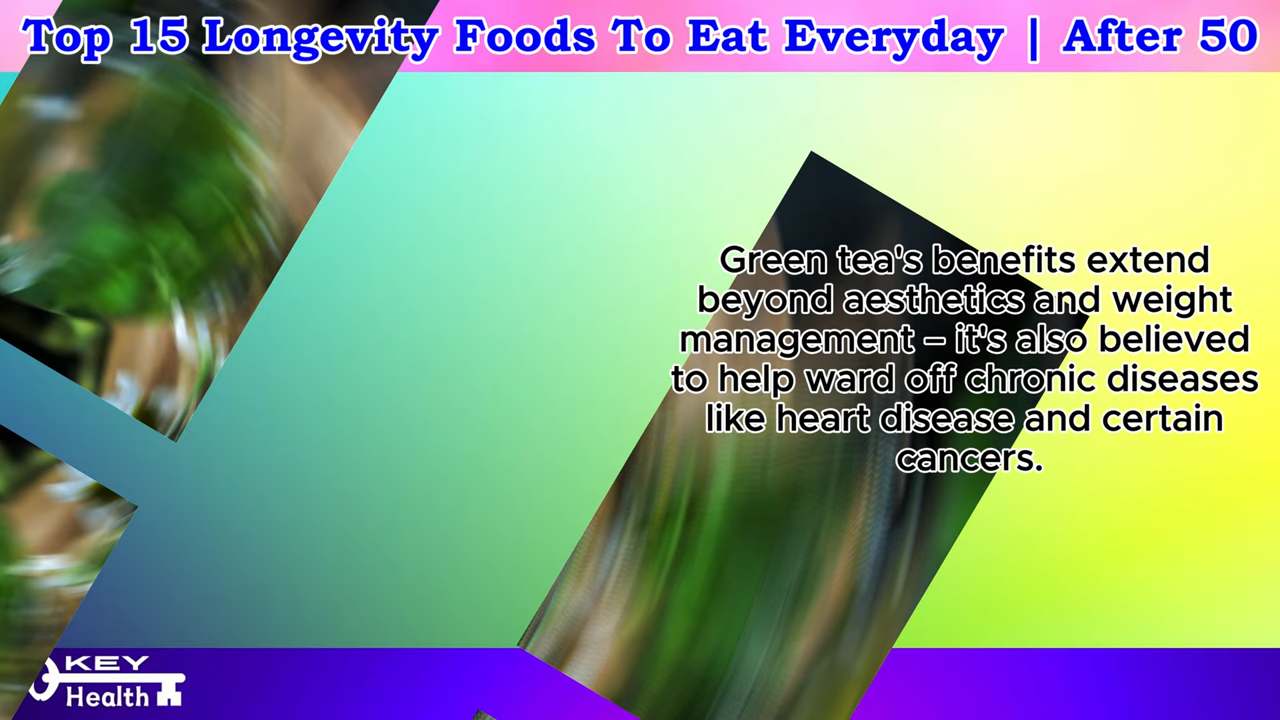 Top 15 Longevity Foods To Eat Everyday | After 50
Green tea's benefits extend
beyond aesthetics and weight
management – it's also believed
to help ward off chronic diseases
like heart disease and certain
cancers.
KEY
Health